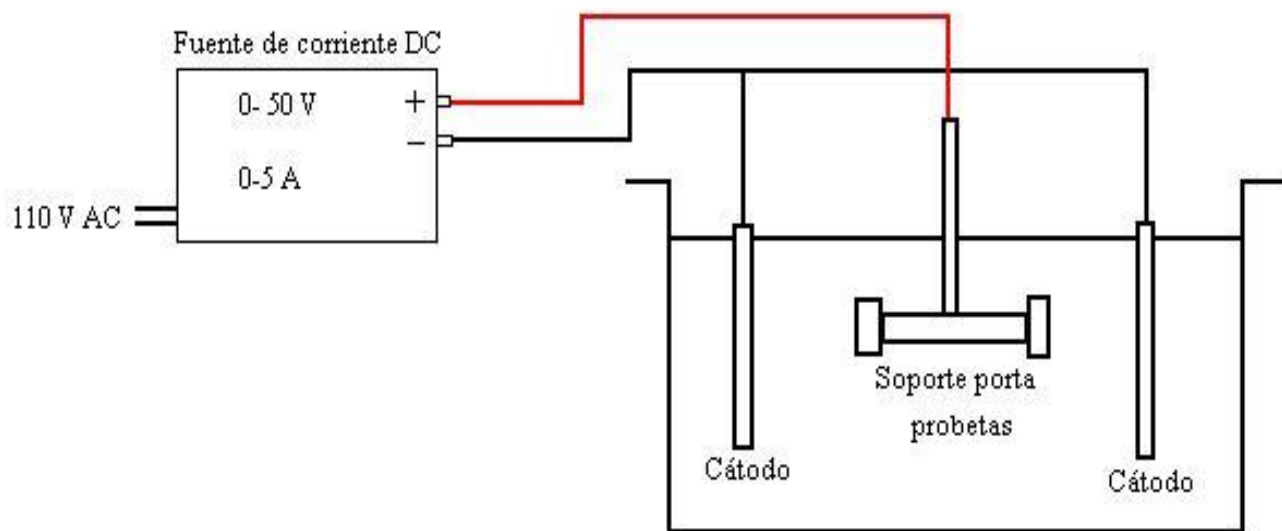 Fuente de corriente DC
0- 50 V
+
−
0-5 A
110 V AC
Soporte porta
probetas
Cátodo
Cátodo